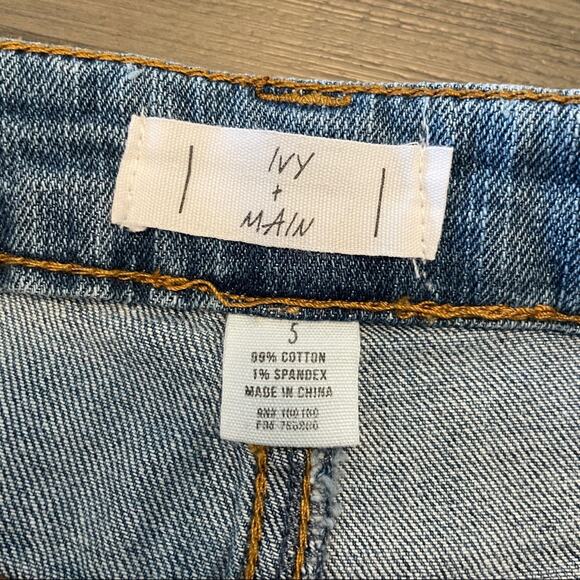 IVY
+
MAIN
5
99% COTTON
1% SPANDEX
MADE IN CHINA